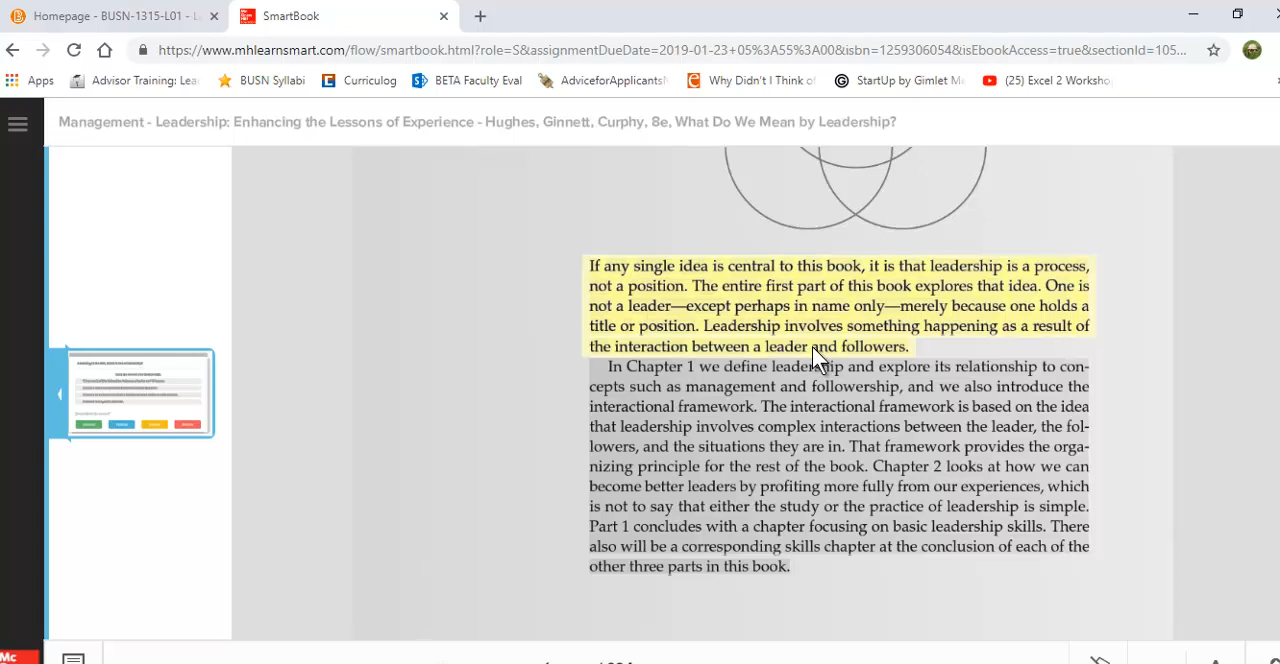 Homepage - BUSN-1315-L01 - L
SmartBook
https://www.mhlearnsmart.com/flow/smartbook.html?role=S&assignmentDueDate=2019-01-23+05%3A55%3A00&isbn=1259306054&isEbookAccess=true&sectionId=105...
Apps
Advisor Training: Lea
BUSN Syllabi
Curriculog
BTA Faculty Eval
AdviceforApplicants
Why Didn't I Think of
StartUp by Gimlet Me
(25) Excel 2 Worksho
Management - Leadership: Enhancing the Lessons of Experience - Hughes, Ginnett, Curphy, 8e, What Do We Mean by Leadership?
If any single idea is central to this book, it is that leadership is a process,
not a position. The entire first part of this book explores that idea. One is
not a leader—except perhaps in name only—merely because one holds a
title or position. Leadership involves something happening as a result of
the interaction between a leader and followers.
In Chapter 1 we define leadership and explore its relationship to con-
cepts such as management and followership, and we also introduce the
interactional framework. The interactional framework is based on the idea
that leadership involves complex interactions between the leader, the fol-
lowers, and the situations they are in. That framework provides the orga-
nizing principle for the rest of the book. Chapter 2 looks at how we can
become better leaders by profiting more fully from our experiences, which
is not to say that either the study or the practice of leadership is simple.
Part 1 concludes with a chapter focusing on basic leadership skills. There
also will be a corresponding skills chapter at the conclusion of each of the
other three parts in this book.
Mc